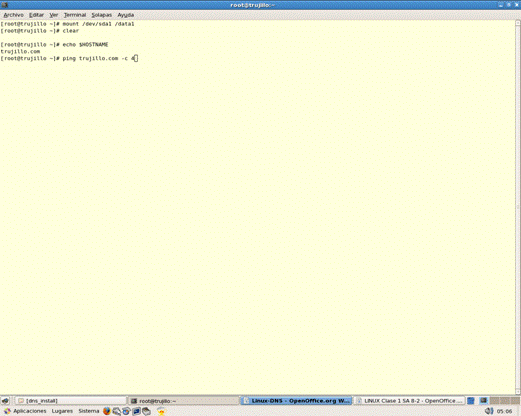 root@trujillo:~
Archivo Editar Ver Terminal Solapas Ayuda
[root@trujillo ~]# mount /dev/sda1 /data1
[root@trujillo ~]# clear
[root@trujillo ~]# echo $HOSTNAME
trujillo.com
[root@trujillo ~]# ping trujillo.com -c 4
[dns_install] root@trujillo:~ Linux-DNS - OpenOffice.org W... LINUX Clase 1 SA 8-2 - OpenOffice....
Aplicaciones Lugares Sistema 05:06